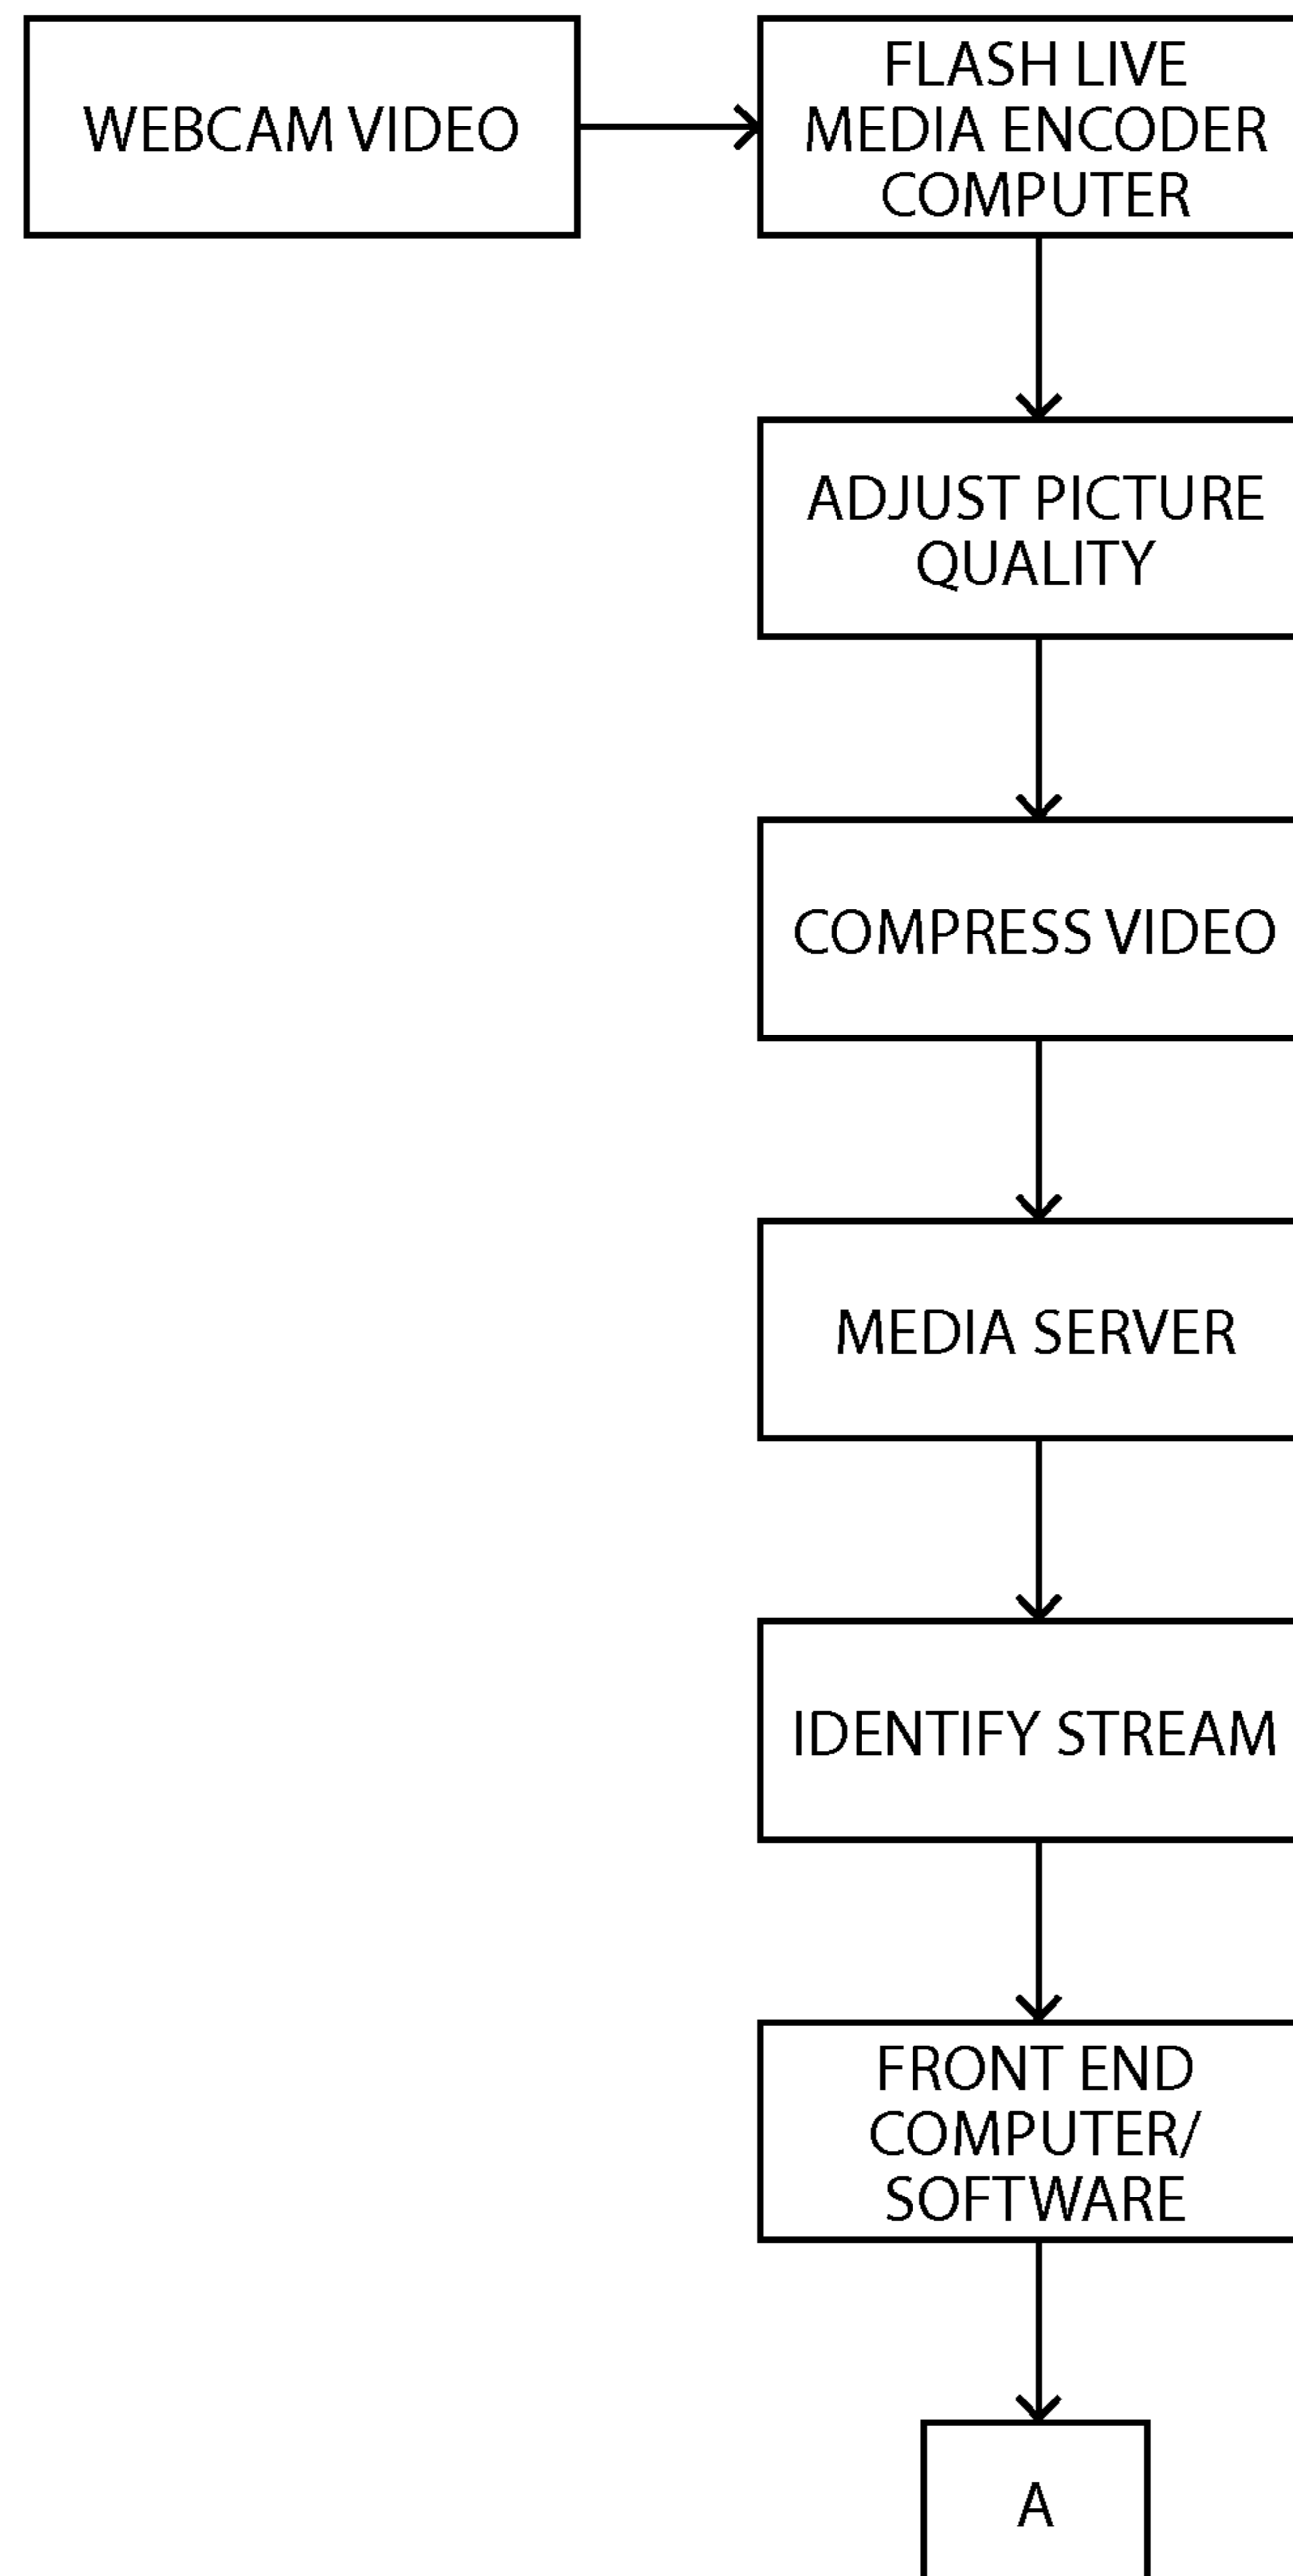 WEBCAM VIDEO
FLASH LIVE
MEDIA ENCODER
COMPUTER
ADJUST PICTURE
QUALITY
COMPRESS VIDEO
MEDIA SERVER
IDENTIFY STREAM
FRONT END
COMPUTER/
SOFTWARE
A